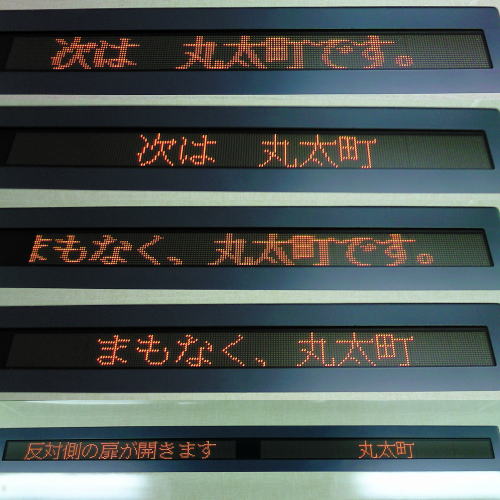 次は　丸太町です。
次は　丸太町
まもなく、丸太町です。
まもなく、丸太町
反対側の扉が開きます　丸太町